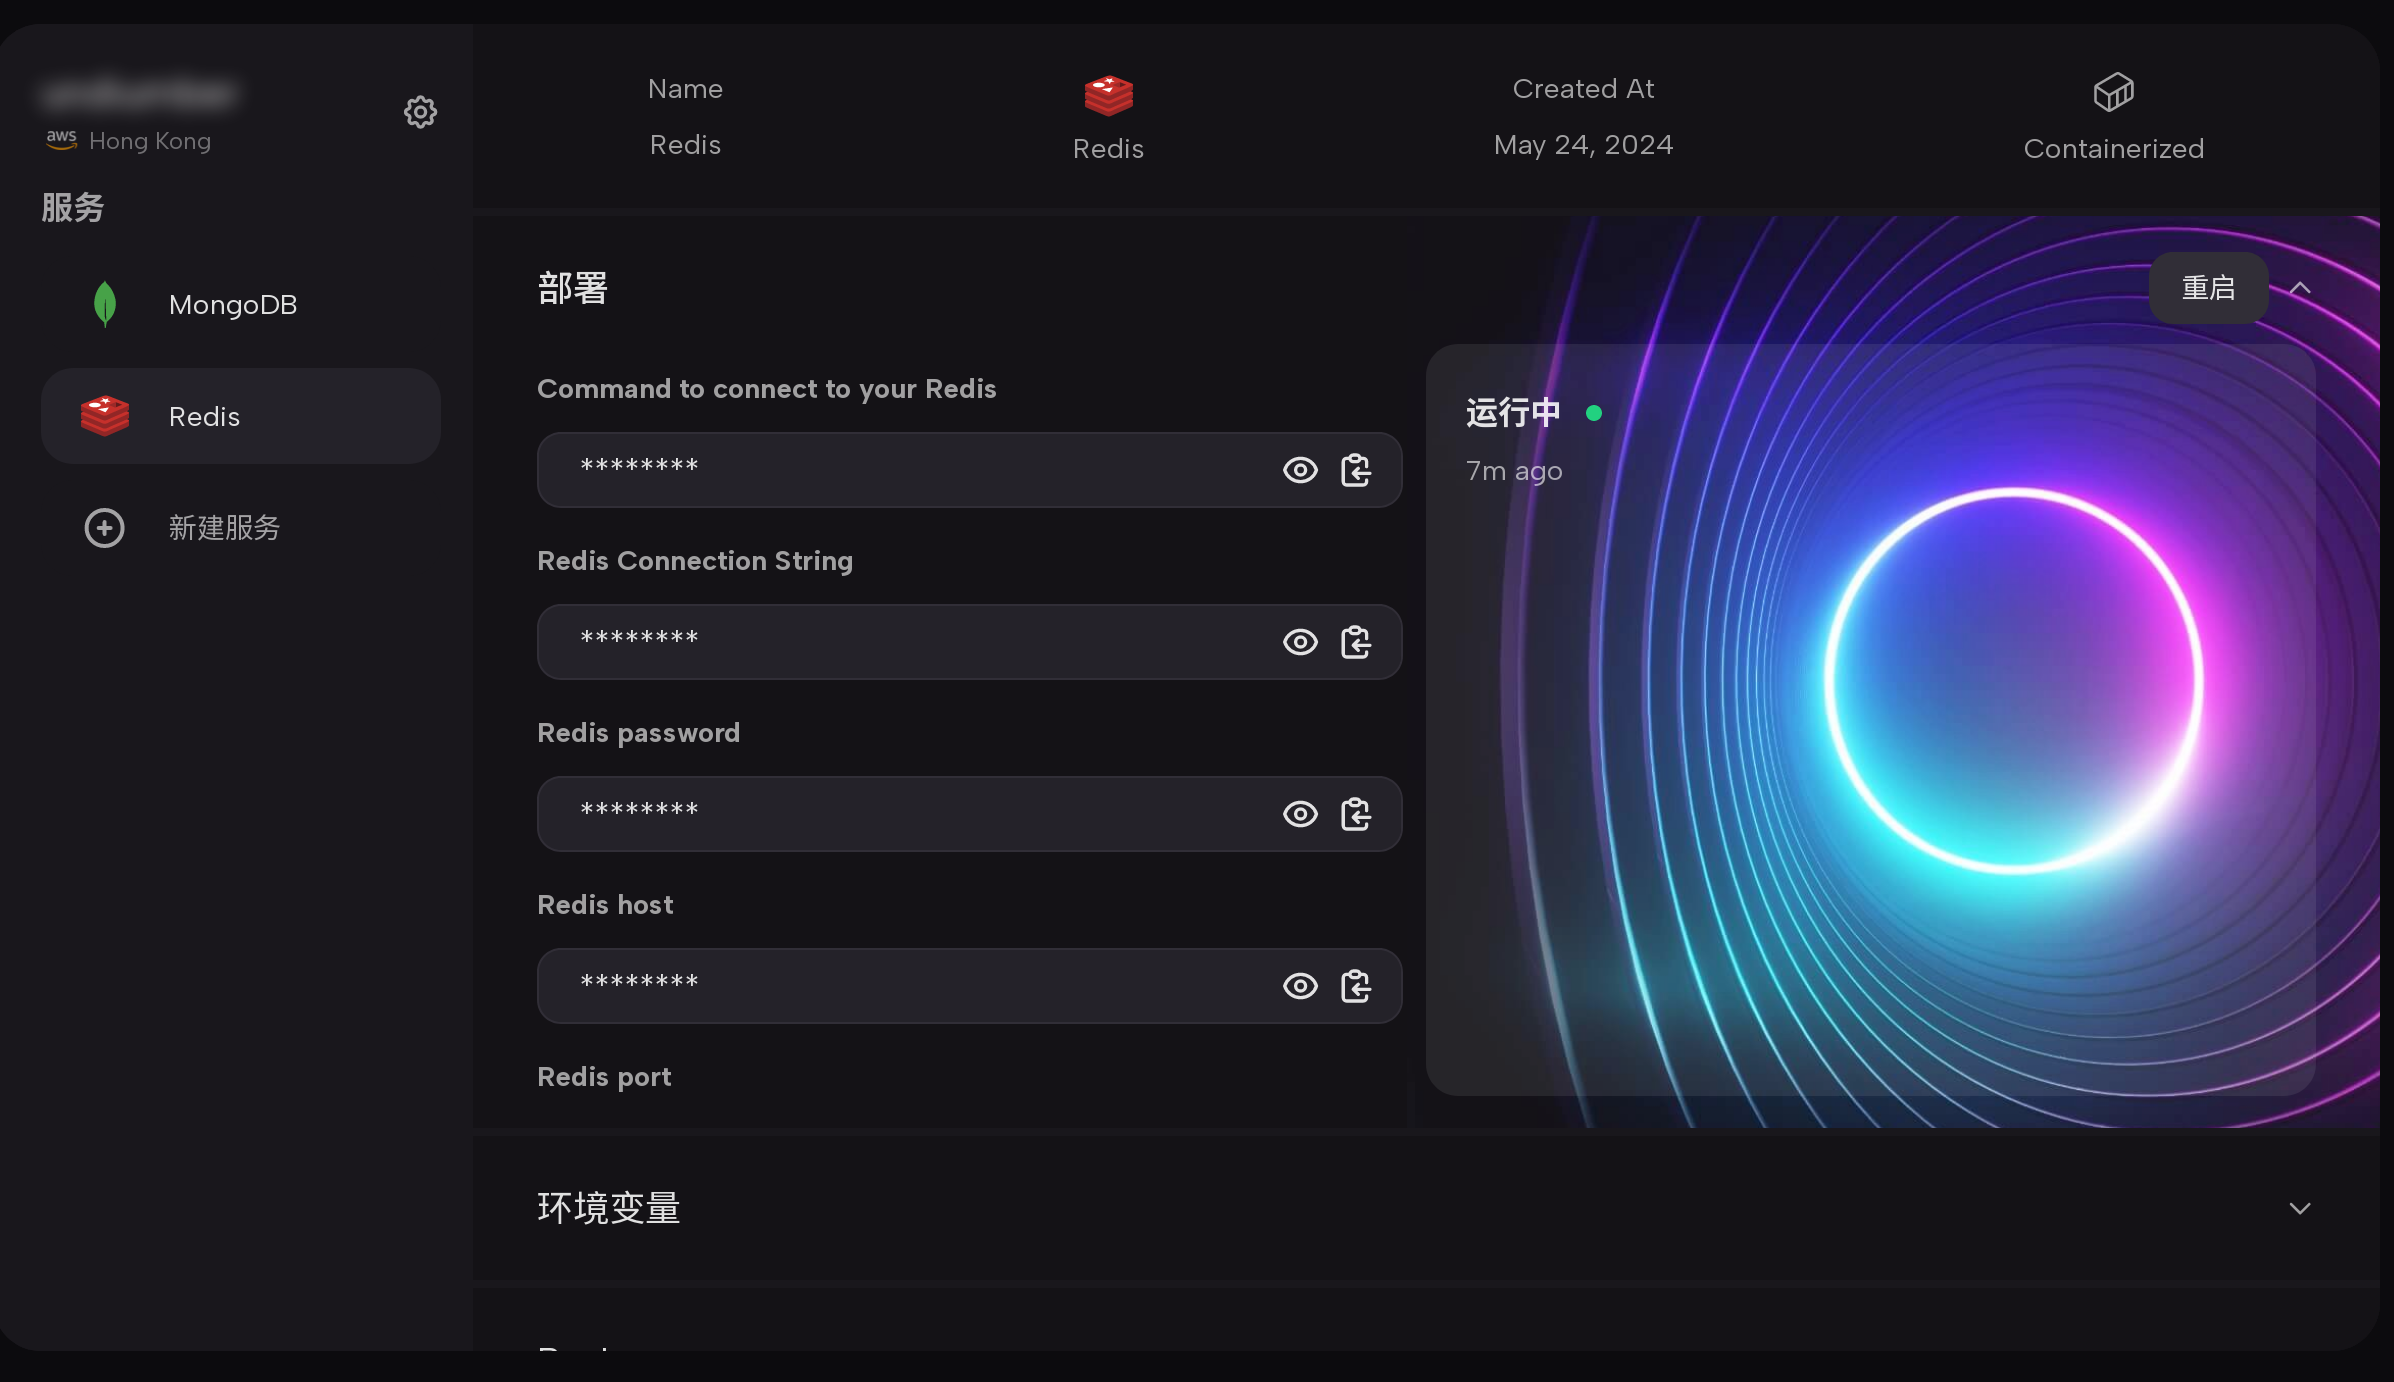 aws Hong Kong
服务
MongoDB
Redis
新建服务
Name
Redis
Redis
Created At
May 24, 2024
Containerized
部署
重启
Command to connect to your Redis
********
Redis Connection String
********
Redis password
********
Redis host
********
Redis port
运行中
7m ago
环境变量